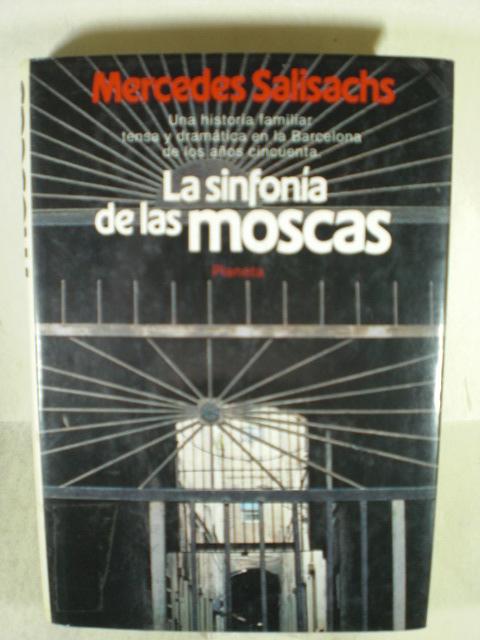 Mercedes Salisachs
Una historia familiar
tensa y dramática en la Barcelona
de los años cincuenta.
La sinfonía
de las moscas
Planeta